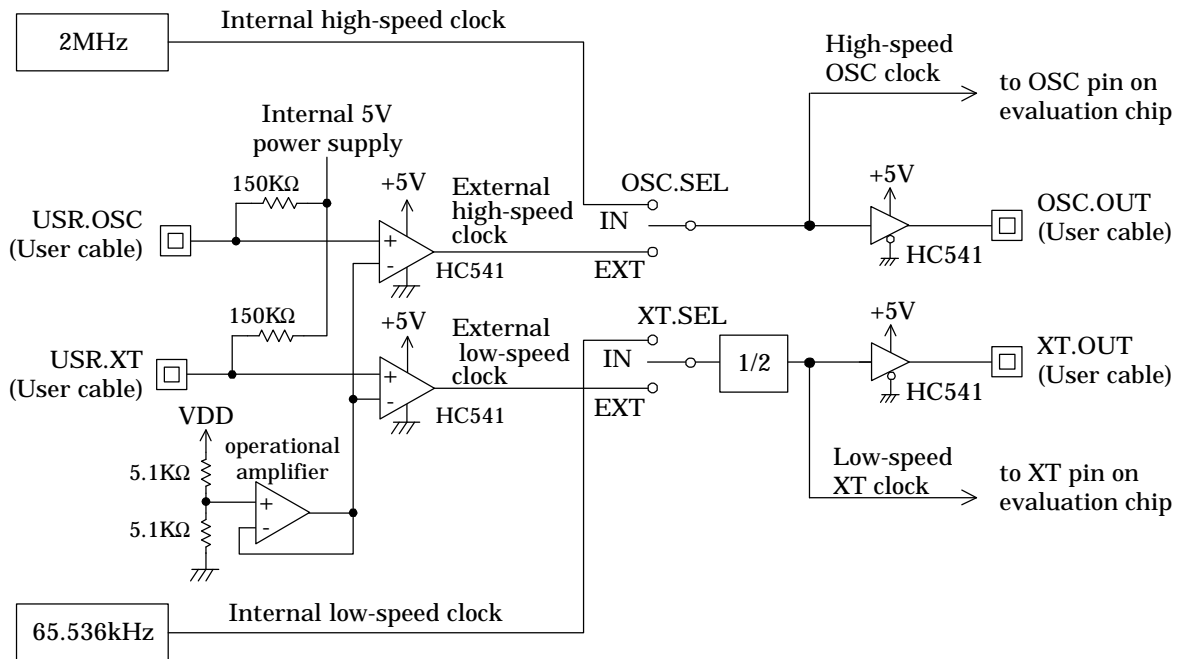 Internal high-speed clock
2MHz
High-speed
OSC clock
to OSC pin on
evaluation chip
Internal 5V
power supply
150KΩ
+5V
External
high-speed
clock
OSC.SEL
IN
EXT
+5V
HC541
OSC.OUT
(User cable)
USR.OSC
(User cable)
+
-
HC541
150KΩ
+5V
External
low-speed
clock
XT.SEL
IN
EXT
1/2
+5V
HC541
XT.OUT
(User cable)
USR.XT
(User cable)
+
-
HC541
VDD
5.1KΩ
5.1KΩ
operational
amplifier
+
-
Low-speed
XT clock
to XT pin on
evaluation chip
Internal low-speed clock
65.536kHz